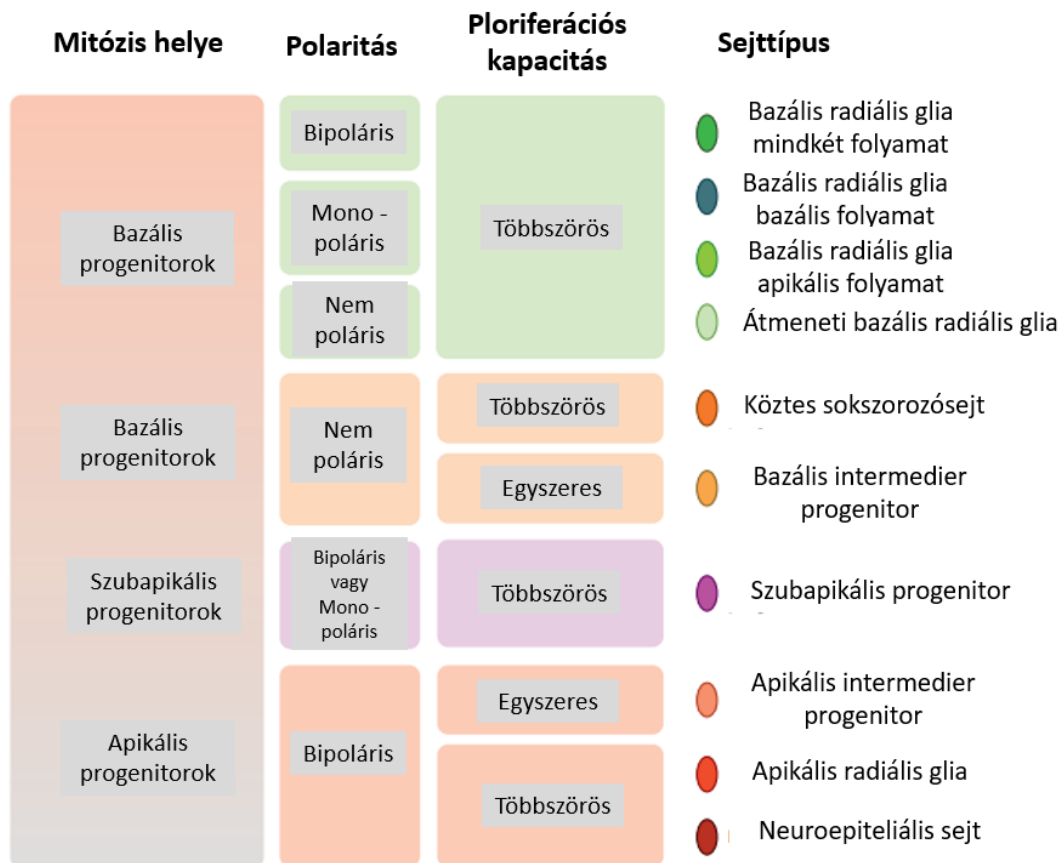 Mitózis helye
Polaritás
Ploriferációs
kapacitás
Sejttípus
Bazális
progenitorok
Bipoláris
Mono -
poláris
Nem
poláris
Többszörös
Bazális radiális glia
mindkét folyamat
Bazális radiális glia
bazális folyamat
Bazális radiális glia
apikális folyamat
Átmeneti bazális radiális glia
Bazális
progenitorok
Nem
poláris
Többszörös
Egyszeres
Köztes sokszorozósejt
Bazális intermedier
progenitor
Szubapikális
progenitorok
Bipoláris
vagy
Mono -
poláris
Többszörös
Szubapikális progenitor
Apikális
progenitorok
Bipoláris
Egyszeres
Többszörös
Apikális intermedier
progenitor
Apikális radiális glia
Neuroepiteliális sejt